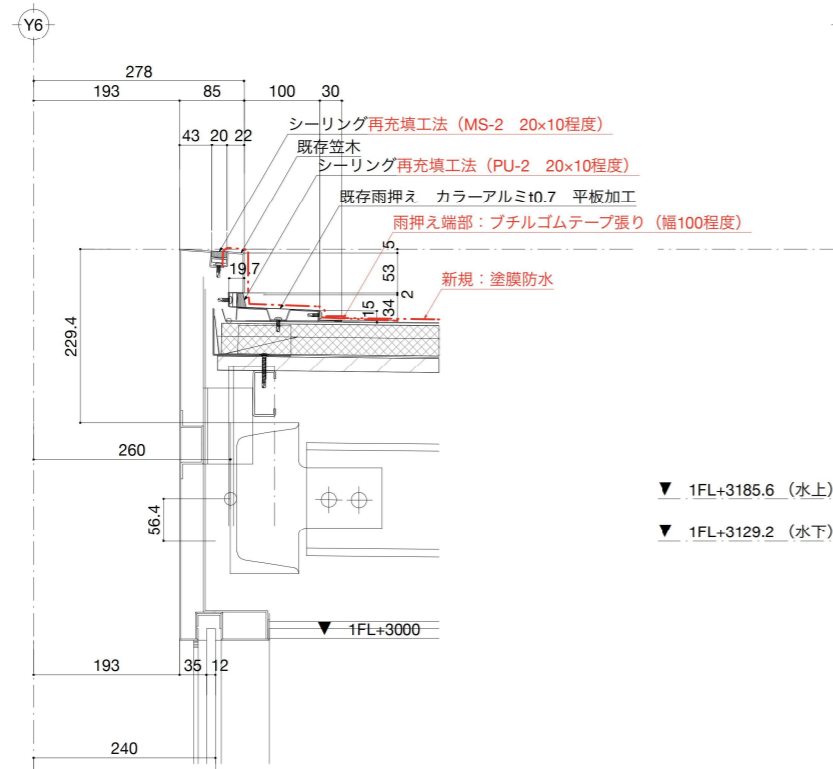 Y6
278
193 85 100 30
シーリング再充填工法（MS-2 20×10程度）
43 20 22
既存笠木
シーリング再充填工法（PU-2 20×10程度）
既存雨押え カラーアルミt0.7 平板加工
雨押え端部：ブチルゴムテープ張り（幅100程度）
5
53
19.7
新規：塗膜防水
2
15
34
229.4
260
1FL+3185.6 （水上）
56.4
1FL+3129.2 （水下）
1FL+3000
193 35 12
240